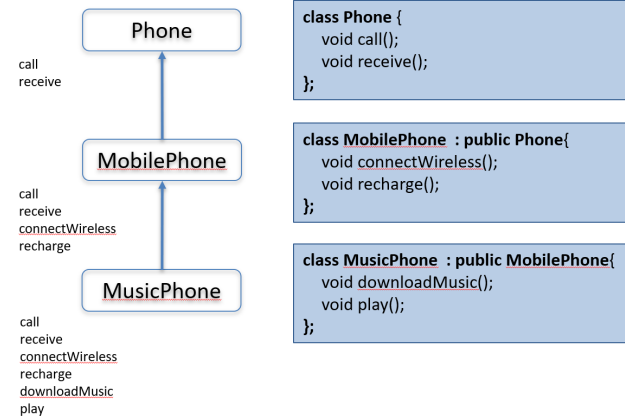 Phone
call
receive
MobilePhone
call
receive
connectWireless
recharge
MusicPhone
call
receive
connectWireless
recharge
downloadMusic
play
class Phone {
void call();
void receive();
};
class MobilePhone : public Phone{
void connectWireless();
void recharge();
};
class MusicPhone : public MobilePhone{
void downloadMusic();
void play();
};